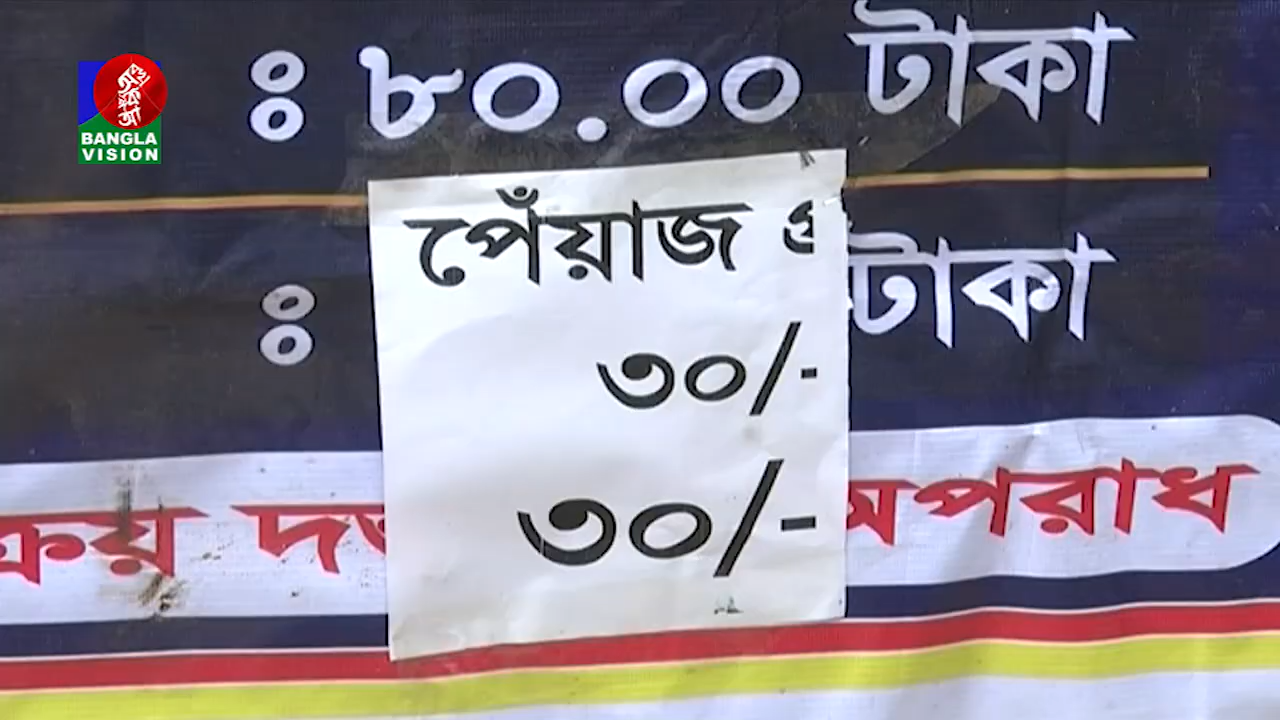 : ৮০.০০ টাকা
BANGLA
VISION
পেঁয়াজ
: টাকা
৩০/-
৩০/-
ক্রয় অপরাধ